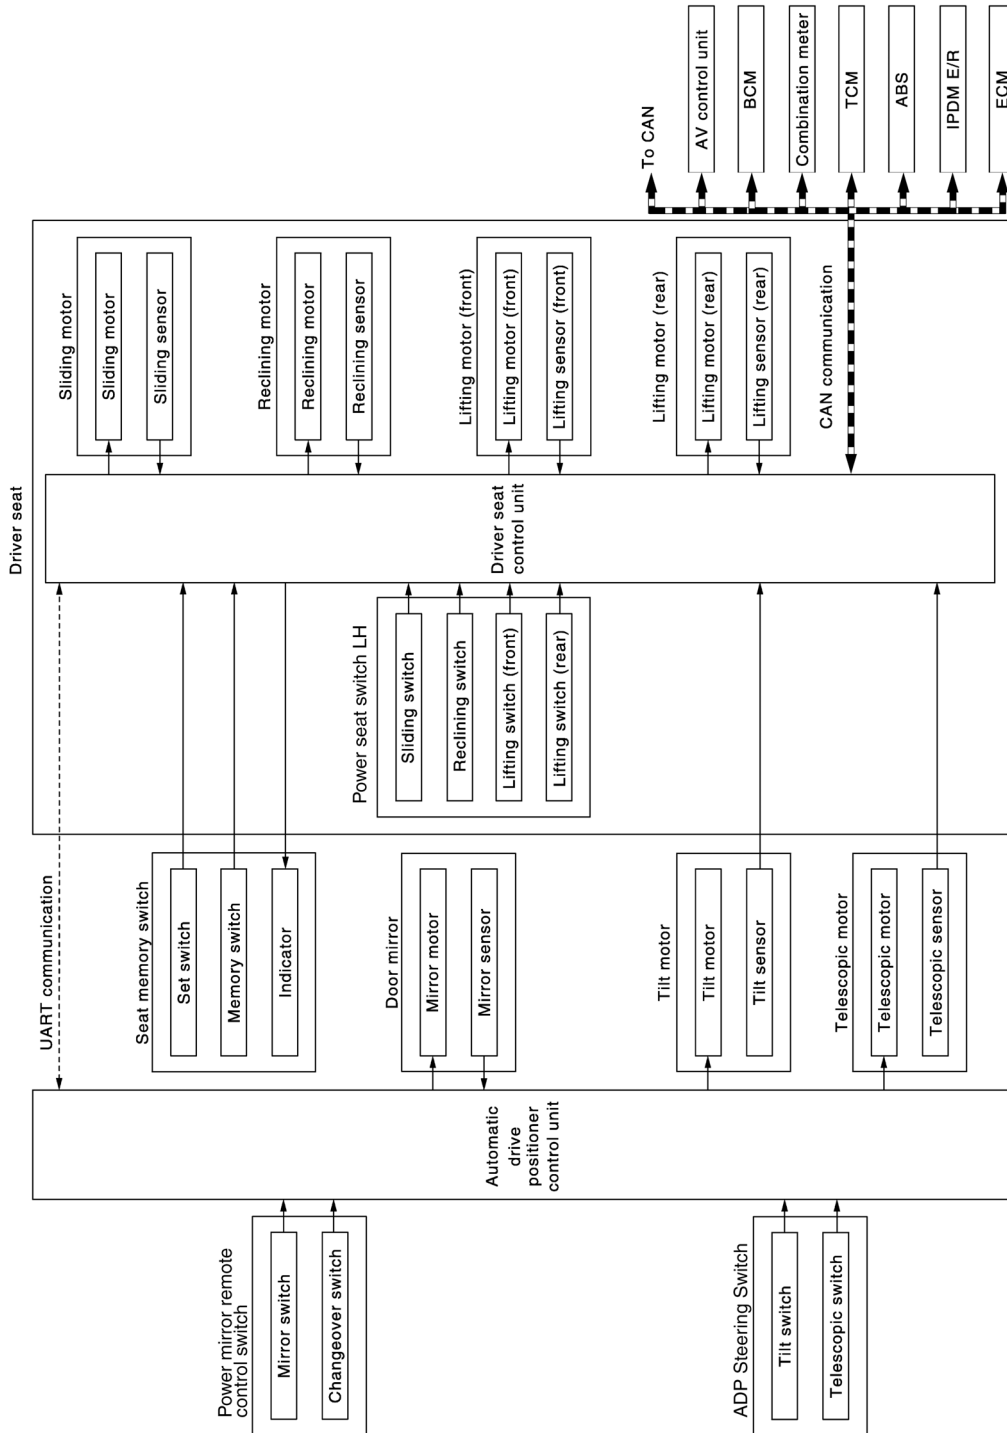 Driver seat
Power mirror remote
control switch
Mirror switch
Changeover switch
ADP Steering Switch
Tilt switch
Telescopic switch
Automatic
drive
positioner
control unit
UART communication
Seat memory switch
Set switch
Memory switch
Indicator
Door mirror
Mirror motor
Mirror sensor
Tilt motor
Tilt motor
Tilt sensor
Telescopic motor
Telescopic motor
Telescopic sensor
Power seat switch LH
Sliding switch
Reclining switch
Lifting switch (front)
Lifting switch (rear)
Driver seat
control unit
Sliding motor
Sliding motor
Sliding sensor
Reclining motor
Reclining motor
Reclining sensor
Lifting motor (front)
Lifting motor (front)
Lifting sensor (front)
Lifting motor (rear)
Lifting motor (rear)
Lifting sensor (rear)
CAN communication
To CAN
AV control unit
BCM
Combination meter
TCM
ABS
IPDM E/R
ECM